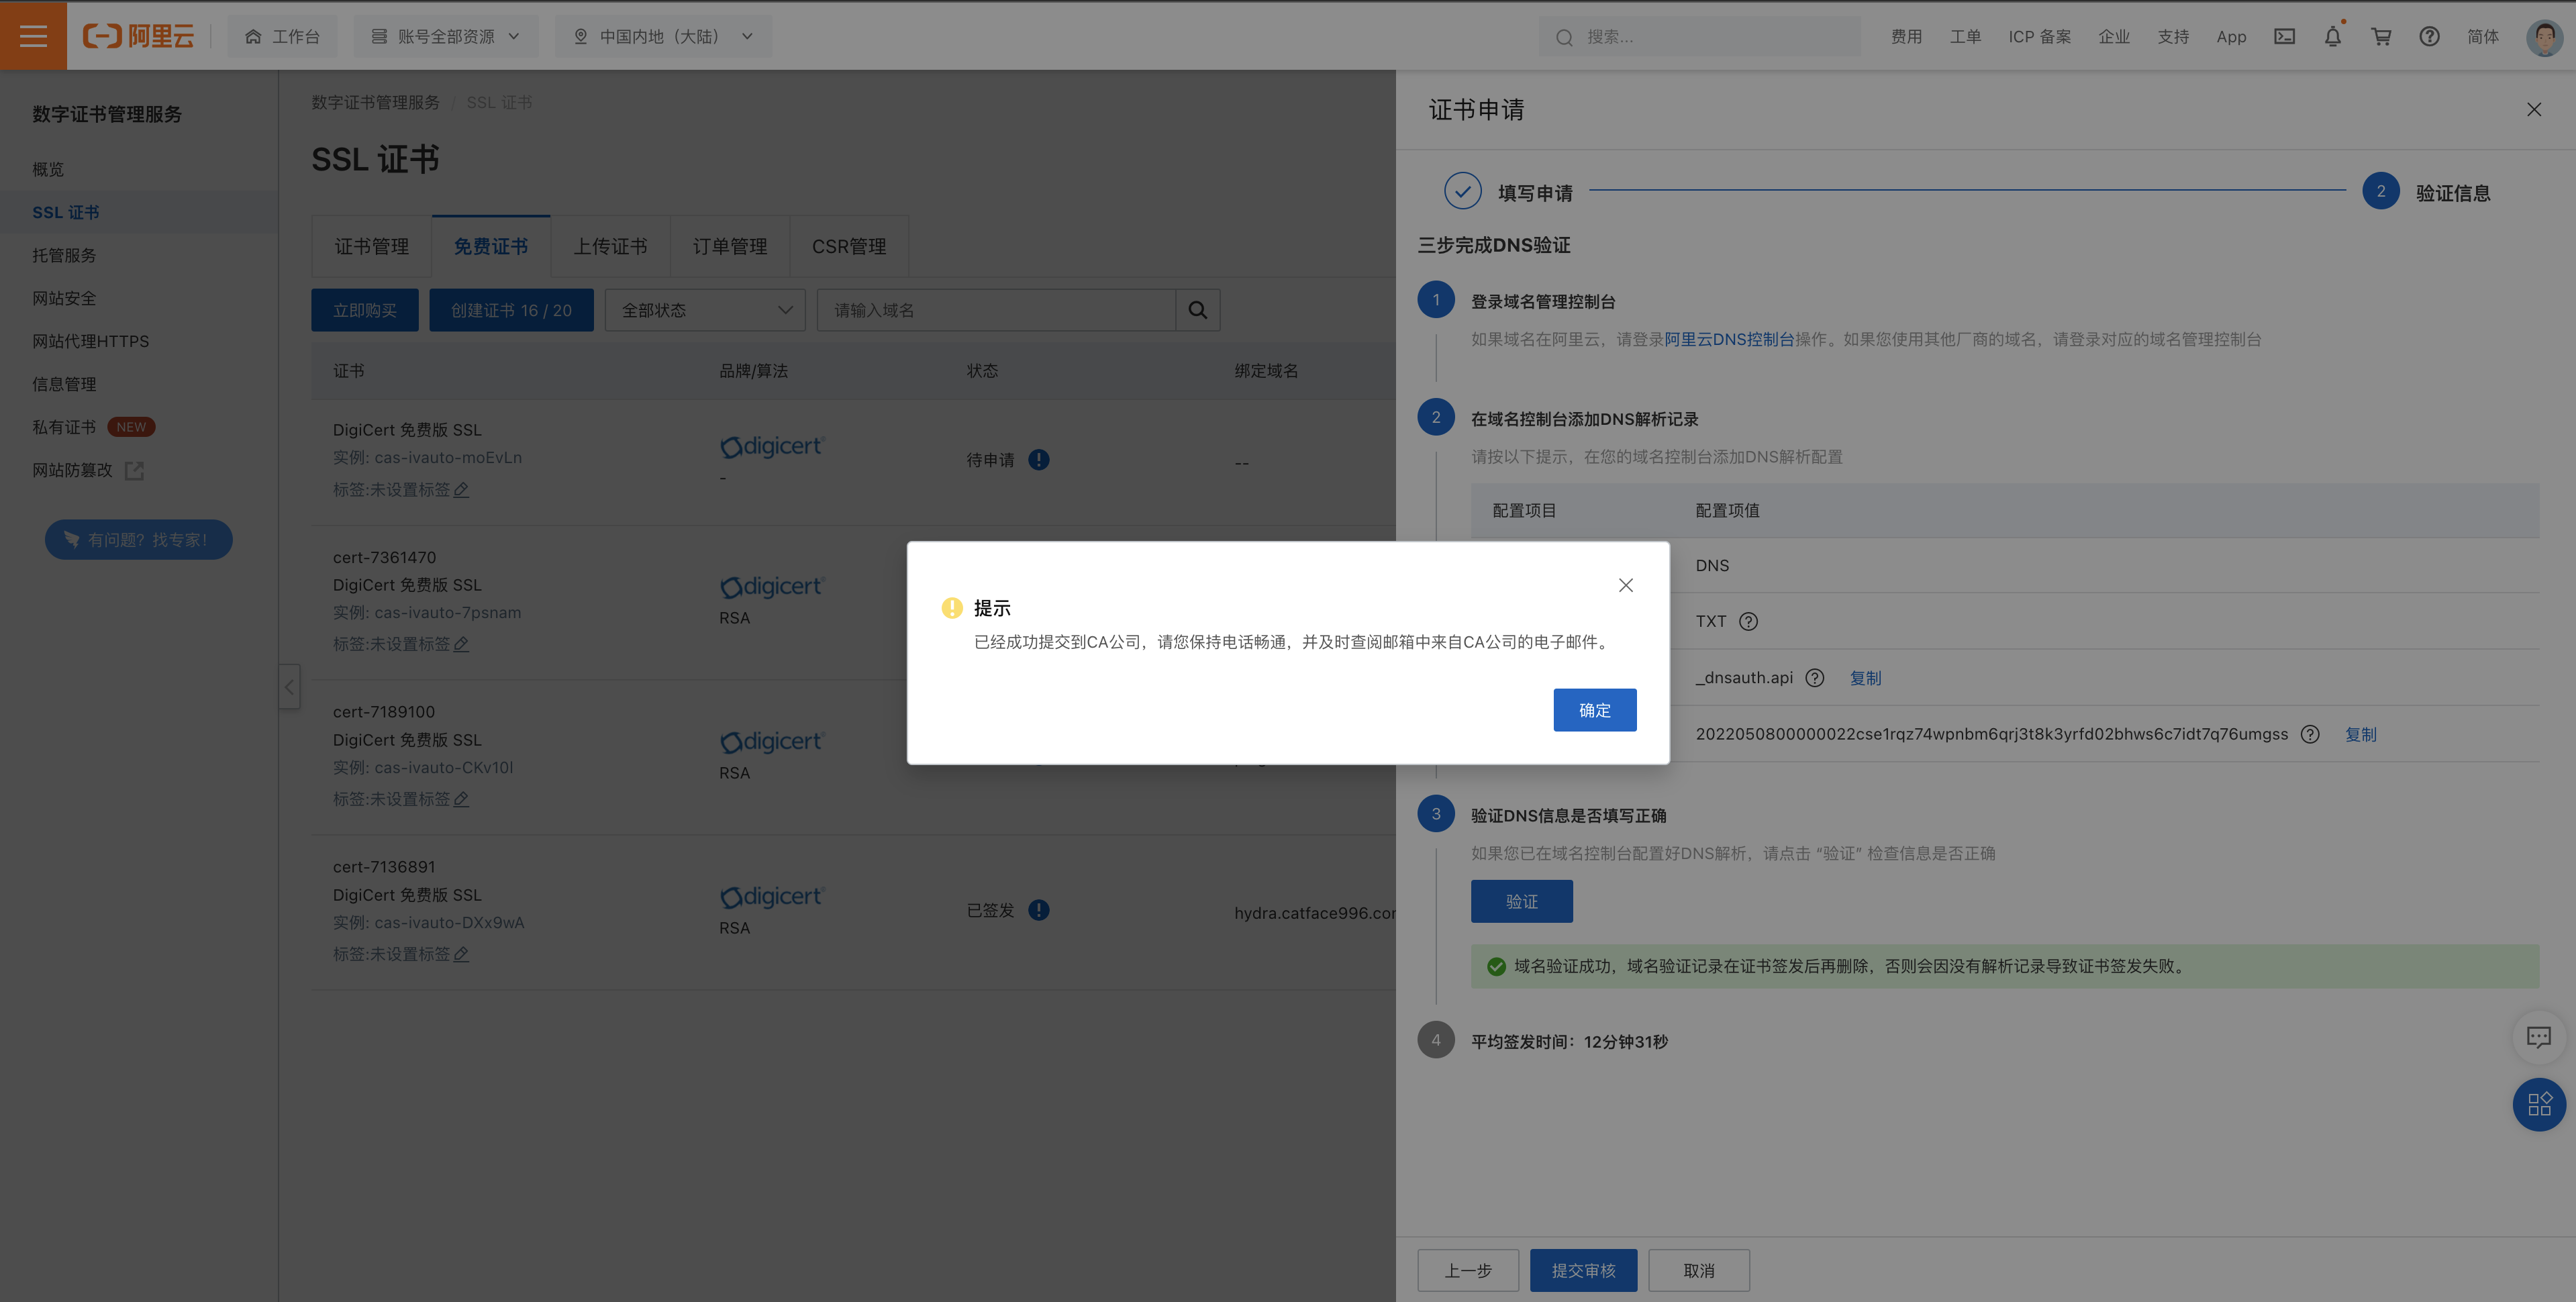 阿里云
工作台
账号全部资源
中国内地（大陆）
搜索...
费用
工单
ICP 备案
企业
支持
App
简体
数字证书管理服务
概览
SSL 证书
托管服务
网站安全
网站代理HTTPS
信息管理
私有证书 NEW
网站防篡改
有问题？找专家！
数字证书管理服务 / SSL 证书
SSL 证书
证书管理
免费证书
上传证书
订单管理
CSR管理
立即购买
创建证书 16 / 20
全部状态
请输入域名
证书 品牌/算法 状态 绑定域名
DigiCert 免费版 SSL
实例: cas-ivauto-moEvLn
标签:未设置标签
digicert
-
待申请
--
cert-7361470
DigiCert 免费版 SSL
实例: cas-ivauto-7psnam
标签:未设置标签
digicert
RSA
cert-7189100
DigiCert 免费版 SSL
实例: cas-ivauto-CKv10l
标签:未设置标签
digicert
RSA
cert-7136891
DigiCert 免费版 SSL
实例: cas-ivauto-DXx9wA
标签:未设置标签
digicert
RSA
已签发
hydra.catface996.cor
提示
已经成功提交到CA公司，请您保持电话畅通，并及时查阅邮箱中来自CA公司的电子邮件。
确定
证书申请
填写申请
2 验证信息
三步完成DNS验证
1 登录域名管理控制台
如果域名在阿里云，请登录阿里云DNS控制台操作。如果您使用其他厂商的域名，请登录对应的域名管理控制台
2 在域名控制台添加DNS解析记录
请按以下提示，在您的域名控制台添加DNS解析配置
配置项目 配置项值
DNS
TXT
_dnsauth.api 复制
2022050800000022cse1rqz74wpnbm6qrj3t8k3yrfd02bhws6c7idt7q76umgss 复制
3 验证DNS信息是否填写正确
如果您已在域名控制台配置好DNS解析，请点击 “验证” 检查信息是否正确
验证
域名验证成功，域名验证记录在证书签发后再删除，否则会因没有解析记录导致证书签发失败。
4 平均签发时间：12分钟31秒
上一步
提交审核
取消